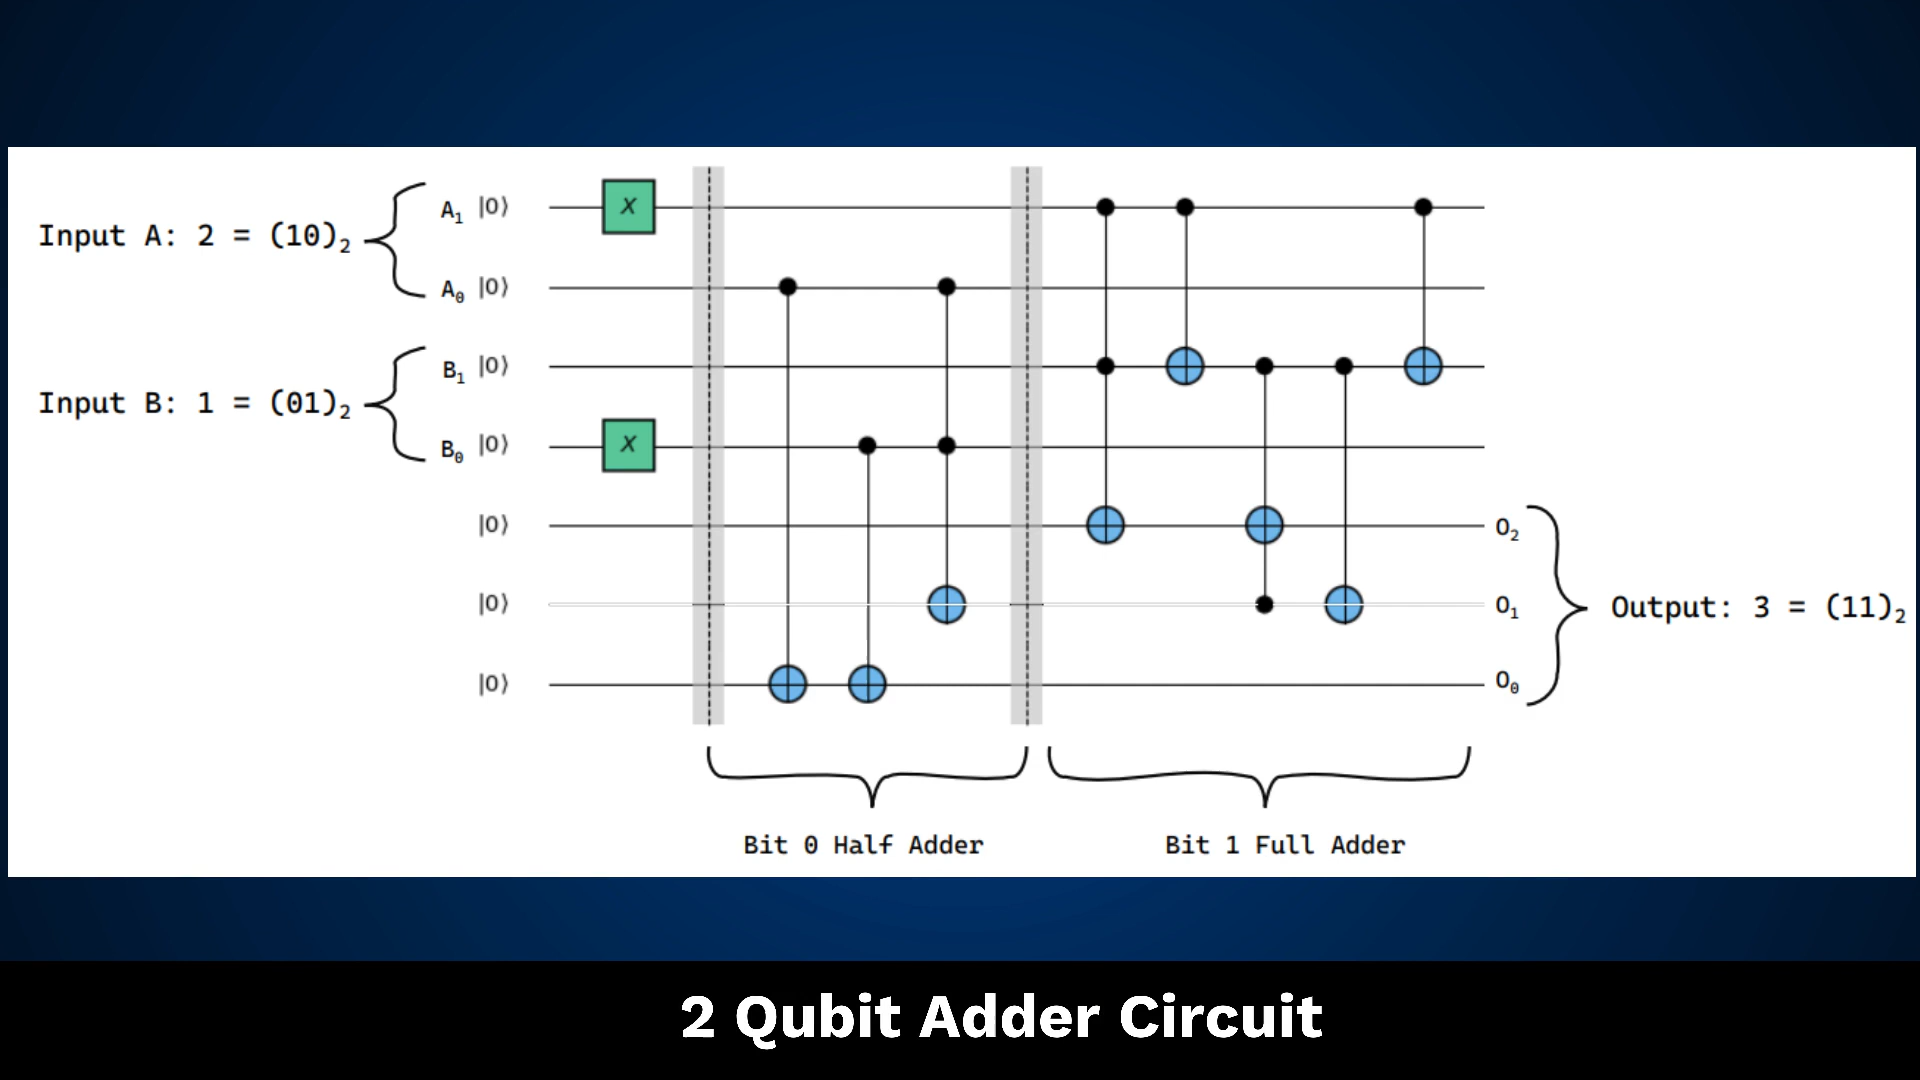 Input A: 2 = (10)₂
A₁ |0⟩
X
A₀ |0⟩
Input B: 1 = (01)₂
B₁ |0⟩
B₀ |0⟩
X
|0⟩
O₂
|0⟩
O₁
Output: 3 = (11)₂
|0⟩
O₀
Bit 0 Half Adder
Bit 1 Full Adder
2 Qubit Adder Circuit